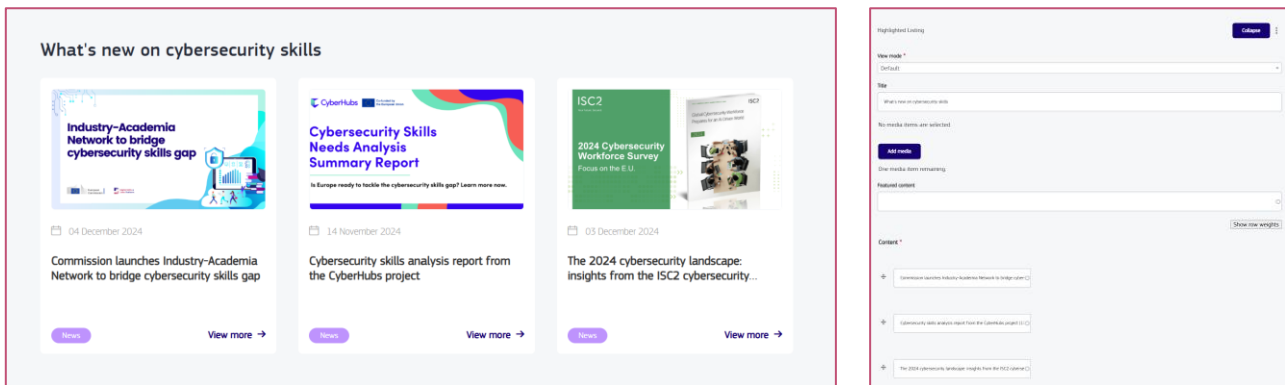 What's new on cybersecurity skills
Industry-Academia
Network to bridge
cybersecurity skills gap
04 December 2024
Commission launches Industry-Academia
Network to bridge cybersecurity skills gap
News
View more →
CyberHubs
Cybersecurity Skills
Needs Analysis
Summary Report
Is Europe ready to tackle the cybersecurity skills gap? Learn more now.
14 November 2024
Cybersecurity skills analysis report from
the CyberHubs project
News
View more →
ISC2
2024 Cybersecurity
Workforce Survey
Focus on the E.U.
ISC2
03 December 2024
The 2024 cybersecurity landscape:
insights from the ISC2 cybersecurity...
News
View more →
Highlighted Listing
Collapse
View mode *
Default
Title
What's new on cybersecurity skills
No media items are selected
Add media
One media item remaining
Featured content
Show row weights
Content *
Commission launches Industry-Academia Network to bridge cyber
Cybersecurity skills analysis report from the CyberHubs project
The 2024 cybersecurity landscape: insights from the ISC2 cyberse